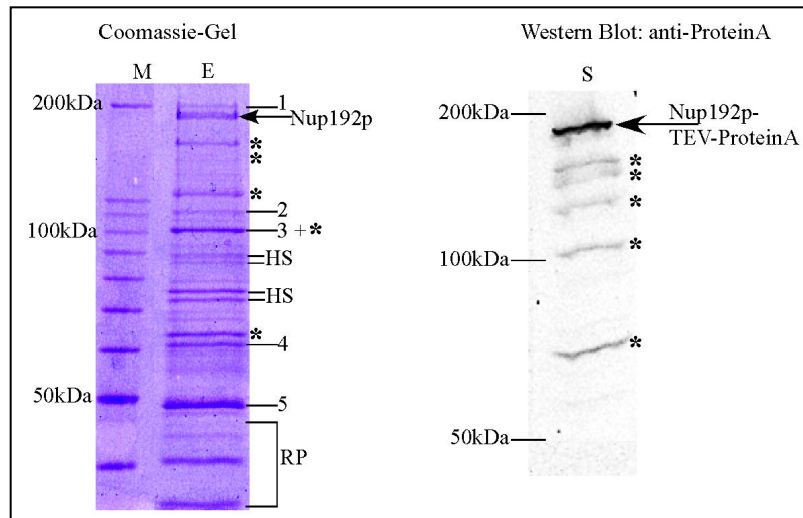 Coomassie-Gel
M E
200kDa
1
Nup192p
*
*
*
2
100kDa
3 + *
HS
HS
*
4
50kDa
5
RP
Western Blot: anti-ProteinA
S
200kDa
Nup192p-
TEV-ProteinA
*
*
*
*
100kDa
*
50kDa